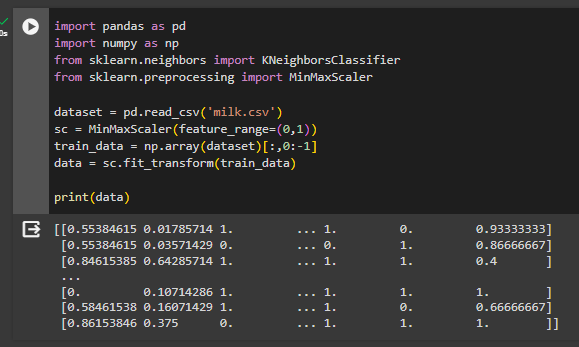 import pandas as pd
import numpy as np
from sklearn.neighbors import KNeighborsClassifier
from sklearn.preprocessing import MinMaxScaler
dataset = pd.read_csv('milk.csv')
sc = MinMaxScaler(feature_range=(0,1))
train_data = np.array(dataset)[:,0:-1]
data = sc.fit_transform(train_data)
print(data)
[[0.55384615 0.01785714 1. ... 1. 0. 0.93333333]
[0.55384615 0.03571429 0. ... 0. 1. 0.86666667]
[0.84615385 0.64285714 1. ... 1. 1. 0.4 ]
...
[0. 0.10714286 1. ... 1. 1. 1. ]
[0.58461538 0.16071429 1. ... 1. 0. 0.66666667]
[0.86153846 0.375 0. ... 1. 1. 1. ]]